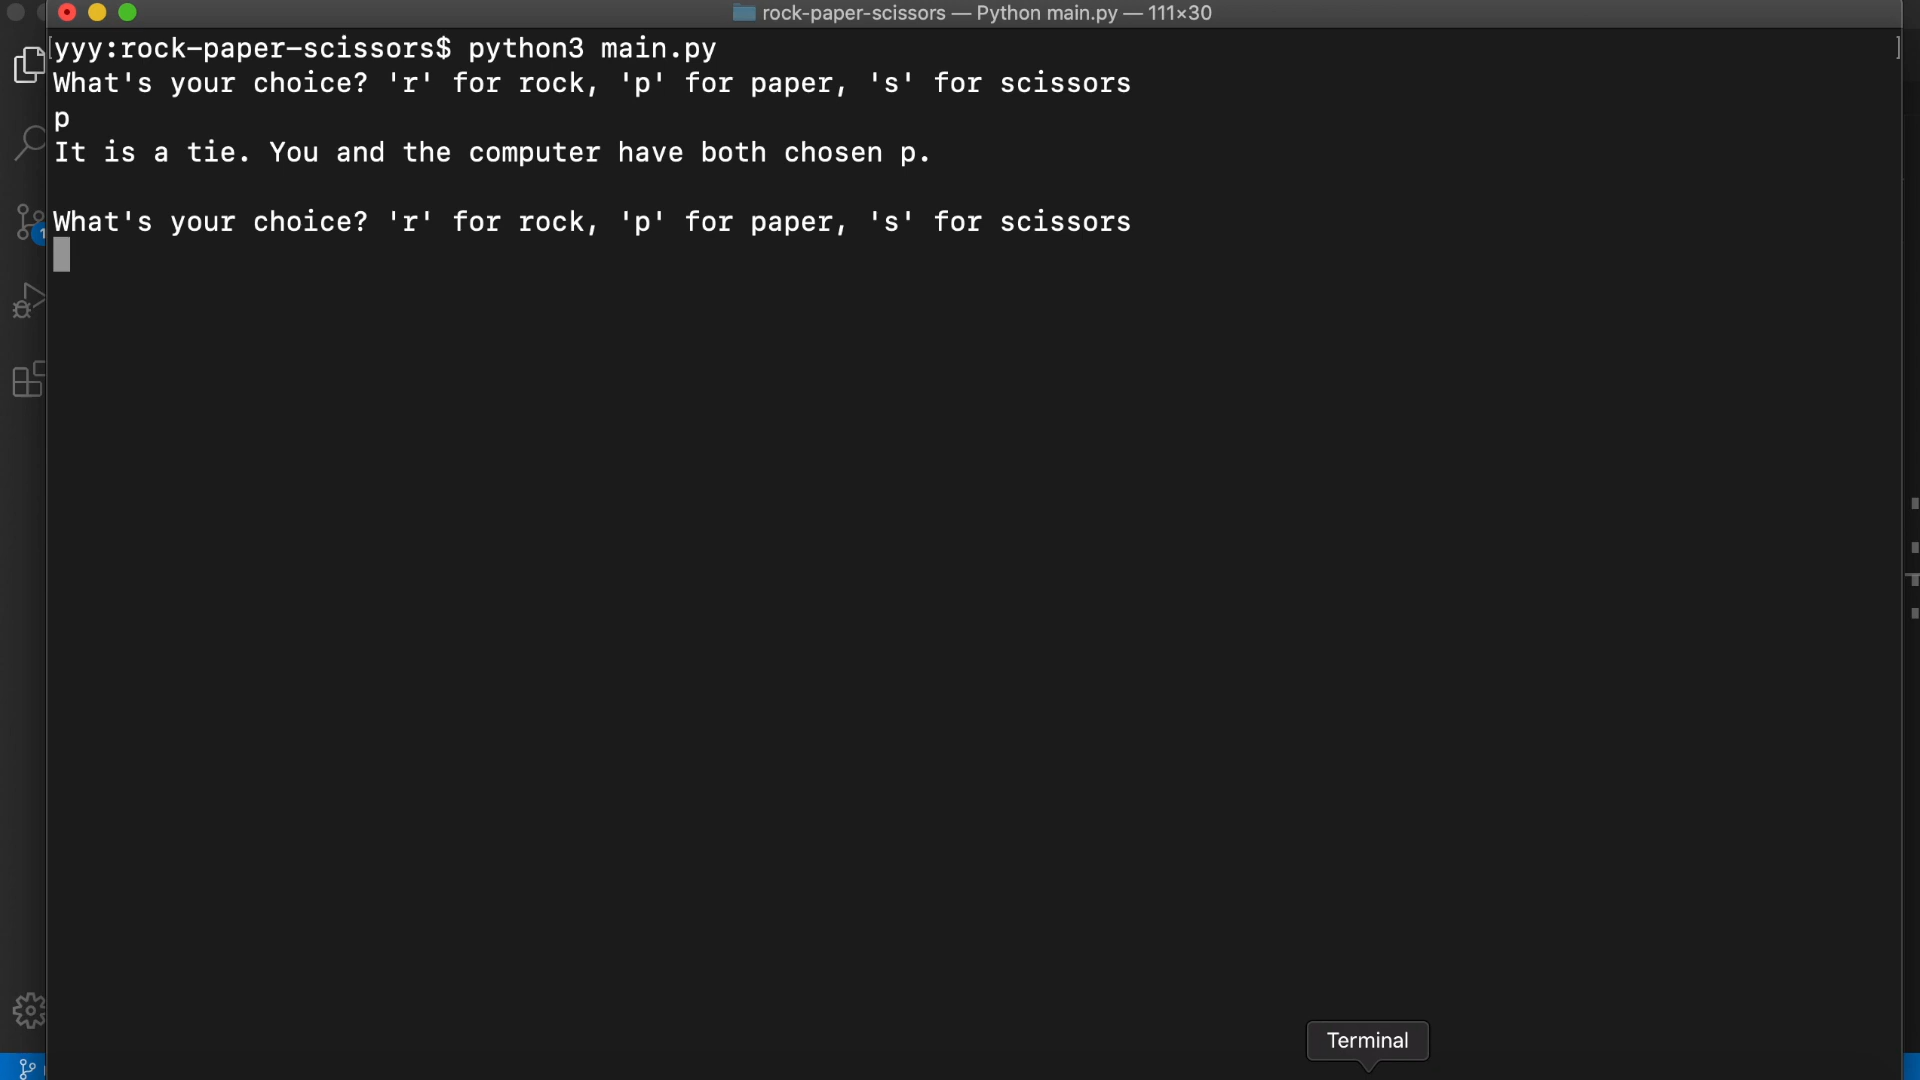 rock-paper-scissors — Python main.py — 111×30
[yyy:rock-paper-scissors$ python3 main.py ]
What's your choice? 'r' for rock, 'p' for paper, 's' for scissors
p
It is a tie. You and the computer have both chosen p.
What's your choice? 'r' for rock, 'p' for paper, 's' for scissors
1
Terminal